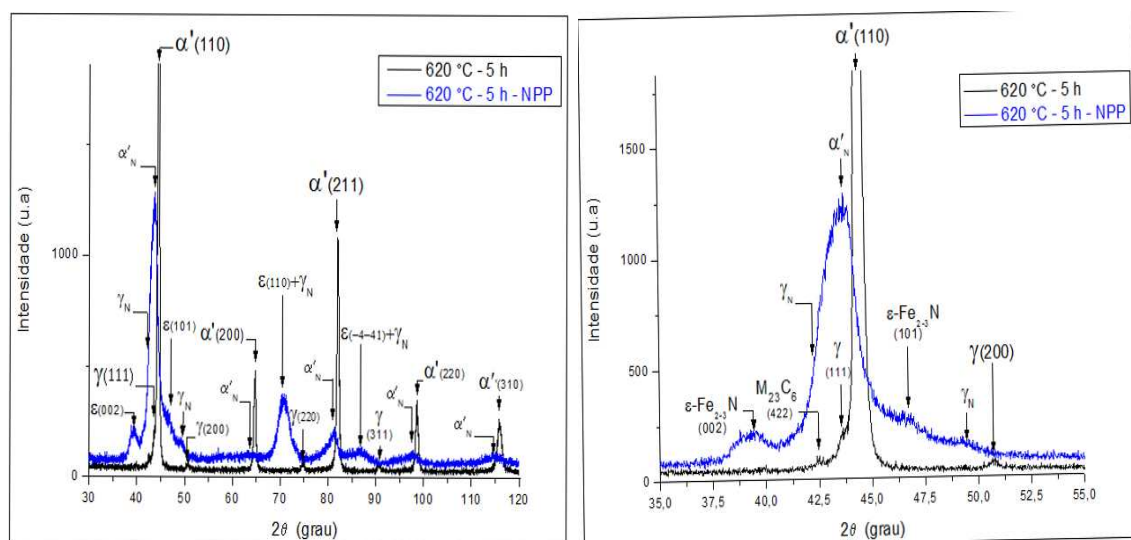 α'(110)
620 °C - 5 h
620 °C - 5 h - NPP
α'N
α'(211)
Intensidade (u.a)
1000
0
γN
ε(101)
α'(200)
ε(110)+γN
ε(-4-41)+γN
γ(111)
ε(002)
γN
γ(200)
α'N
γ(220)
α'N
γ
(311)
α'N
α'(220)
α'(310)
α'N
30 40 50 60 70 80 90 100 110 120
2θ (grau)
α'(110)
620 °C - 5 h
620 °C - 5 h - NPP
α'N
Intensidade (u.a)
1500
1000
500
250
0
γN
γ
(111)
M23C6
(422)
ε-Fe2-3N
(002)
ε-Fe2-3N
(101)
γ(200)
γN
35,0 40,0 42,5 45,0 47,5 50,0 52,5 55,0
2θ (grau)